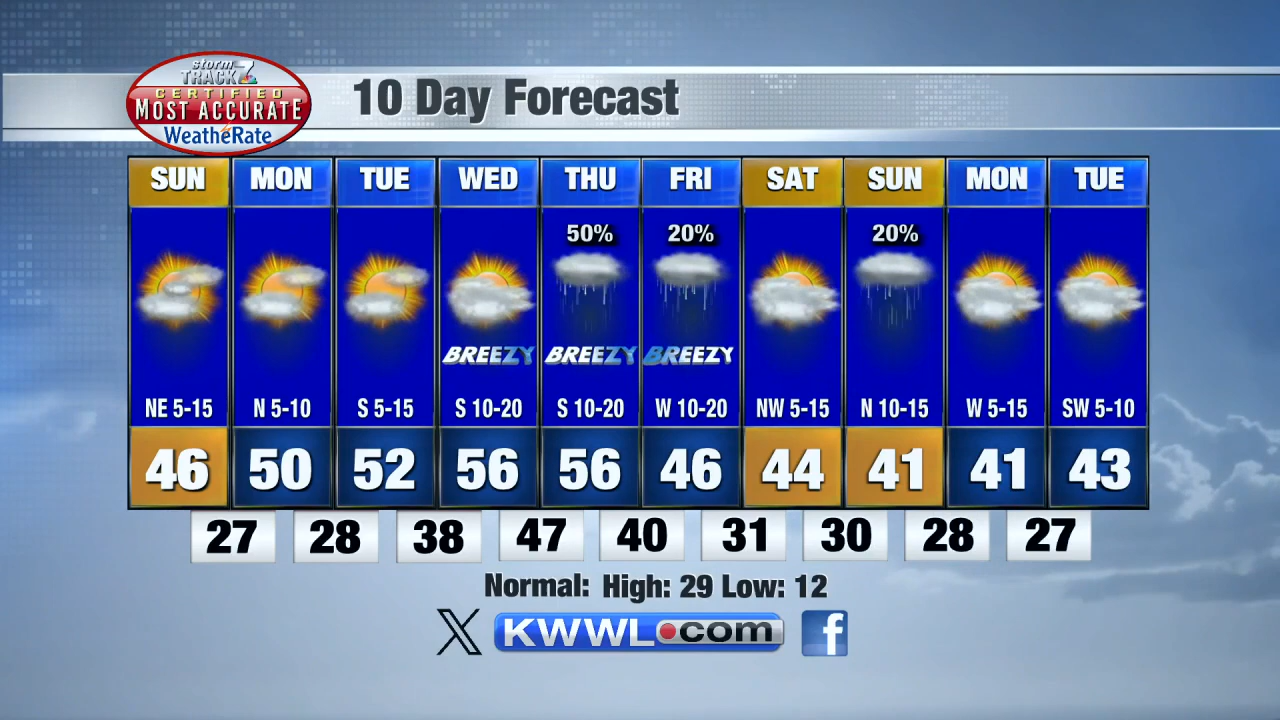 storm
TRACK 7
CERTIFIED
MOST ACCURATE
WeatheRate
10 Day Forecast
SUN MON TUE WED THU FRI SAT SUN MON TUE
50% 20% 20%
BREEZY BREEZY BREEZY
NE 5-15 N 5-10 S 5-15 S 10-20 S 10-20 W 10-20 NW 5-15 N 10-15 W 5-15 SW 5-10
46 50 52 56 56 46 44 41 41 43
27 28 38 47 40 31 30 28 27
Normal: High: 29 Low: 12
X KWWL.com f